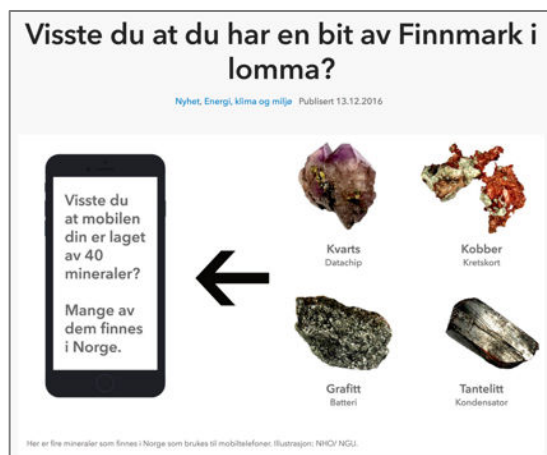 Visste du at du har en bit av Finnmark i
lomma?
Nyhet, Energi, klima og miljø Publisert 13.12.2016
Visste du
at mobilen
din er laget
av 40
mineraler?
Mange av
dem finnes
i Norge.
Kvarts
Datachip
Kobber
Kretskort
Grafitt
Batteri
Tantelitt
Kondensator
Her er fire mineraler som finnes i Norge som brukes til mobiltelefoner. Illustrasjon: NHO/ NGU.